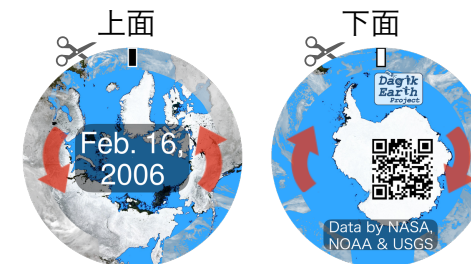 上面
下面
Feb. 16,
2006
Dagik
Earth
Project
Data by NASA,
NOAA & USGS